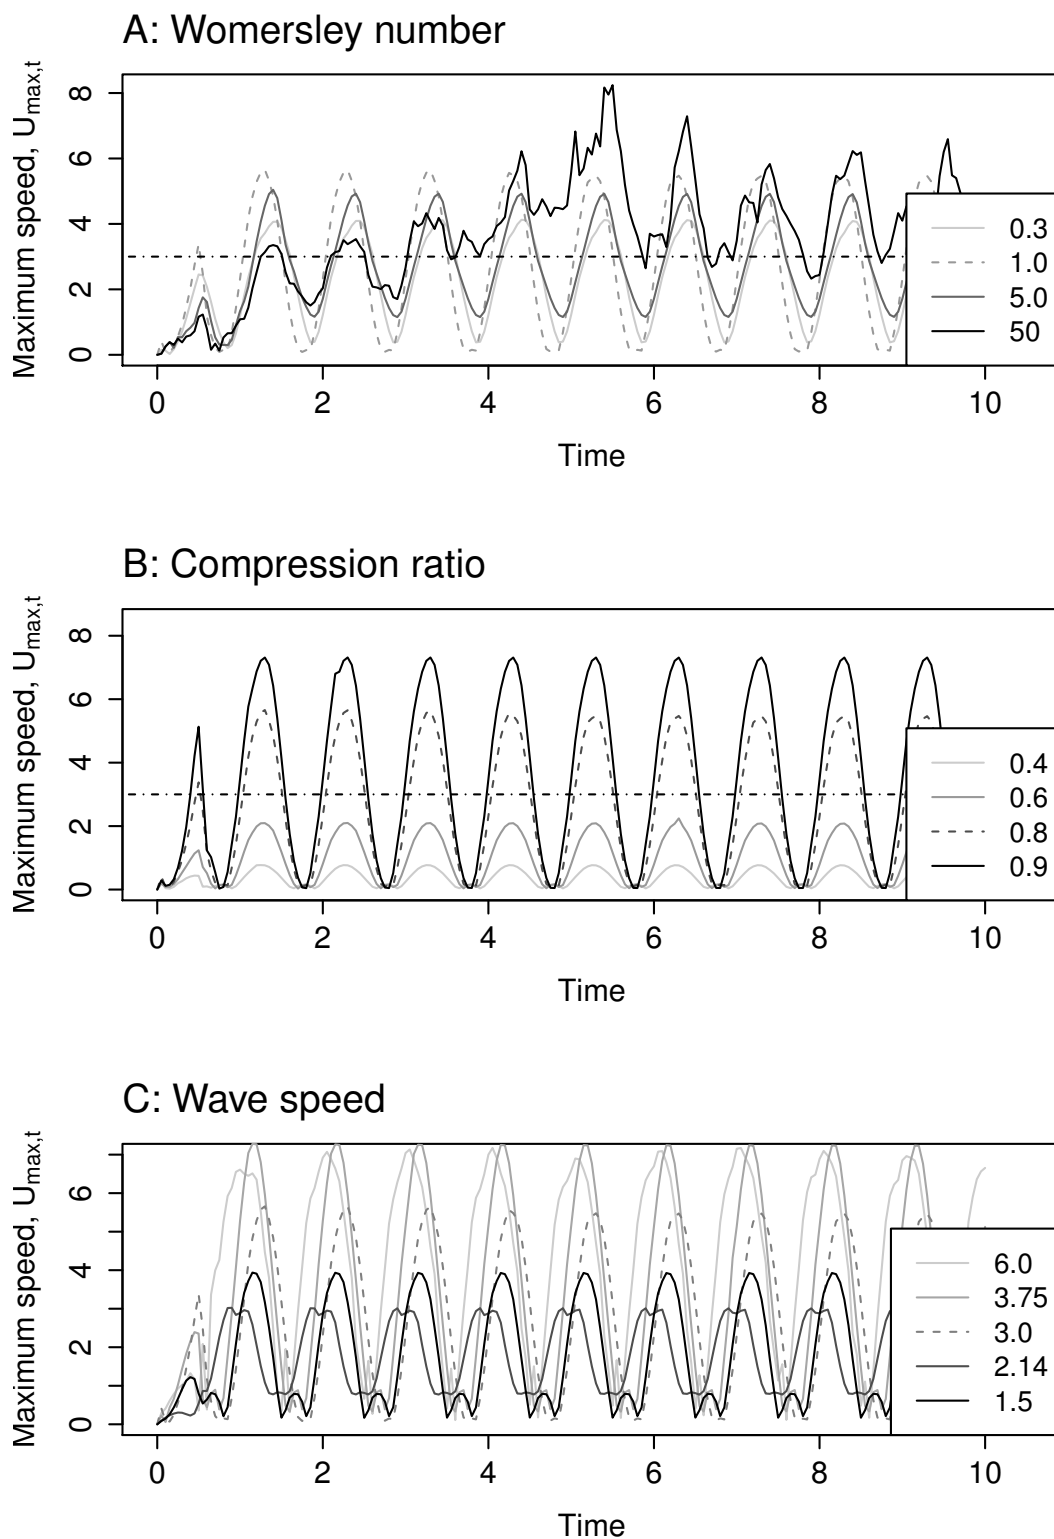 A: Womersley number
Maximum speed, Umax,t
8
6
4
2
0
0.3
1.0
5.0
50
0 2 4 6 8 10
Time
B: Compression ratio
Maximum speed, Umax,t
8
6
4
2
0
0.4
0.6
0.8
0.9
0 2 4 6 8 10
Time
C: Wave speed
Maximum speed, Umax,t
6
4
2
0
6.0
3.75
3.0
2.14
1.5
0 2 4 6 8 10
Time